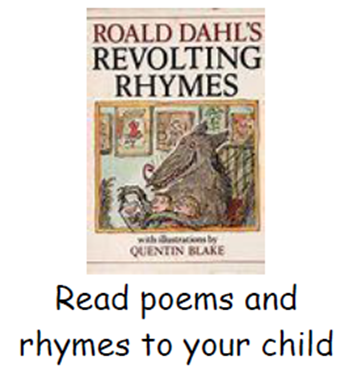 ROALD DAHL'S
REVOLTING
RHYMES
with illustrations by
QUENTIN BLAKE
Read poems and
rhymes to your child